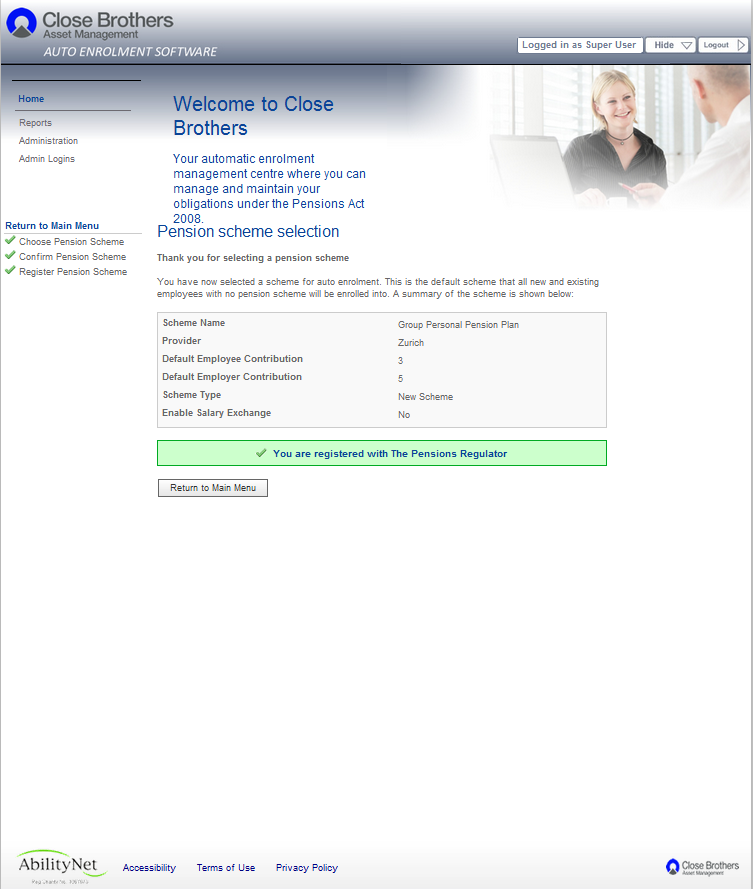 Close Brothers
Asset Management
AUTO ENROLMENT SOFTWARE
Logged in as Super User
Hide
Logout
Home
Reports
Administration
Admin Logins
Welcome to Close
Brothers
Your automatic enrolment
management centre where you can
manage and maintain your
obligations under the Pensions Act
2008.
Return to Main Menu
Choose Pension Scheme
Confirm Pension Scheme
Register Pension Scheme
Pension scheme selection
Thank you for selecting a pension scheme
You have now selected a scheme for auto enrolment. This is the default scheme that all new and existing
employees with no pension scheme will be enrolled into. A summary of the scheme is shown below:
Scheme Name Group Personal Pension Plan
Provider Zurich
Default Employee Contribution 3
Default Employer Contribution 5
Scheme Type New Scheme
Enable Salary Exchange No
You are registered with The Pensions Regulator
Return to Main Menu
AbilityNet
Accessibility Terms of Use Privacy Policy
Close Brothers
Asset Management